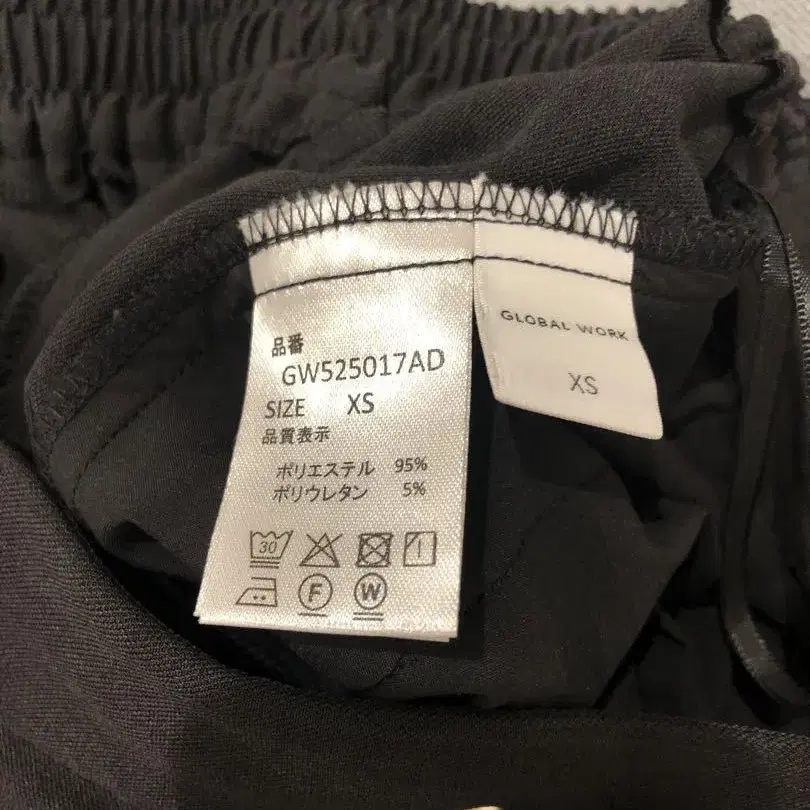 品番
GW525017AD
SIZE XS
品質表示
ポリエステル 95%
ポリウレタン 5%
30
F W
GLOBAL WORK
XS